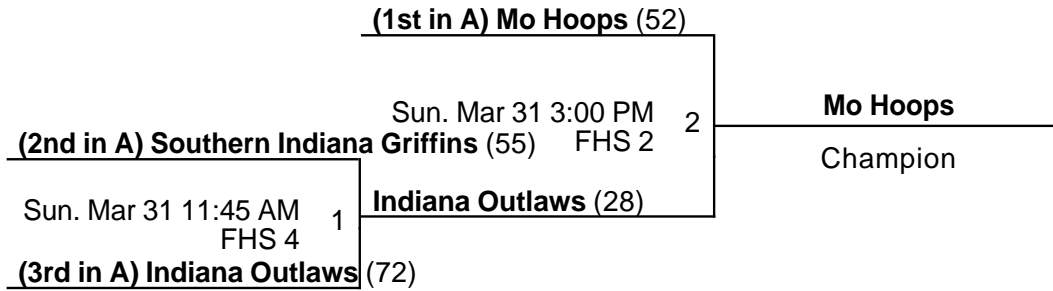 (1st in A) Mo Hoops (52)
Sun. Mar 31 3:00 PM
FHS 2
2
Mo Hoops
Champion
(2nd in A) Southern Indiana Griffins (55)
Sun. Mar 31 11:45 AM
FHS 4
1
Indiana Outlaws (28)
(3rd in A) Indiana Outlaws (72)